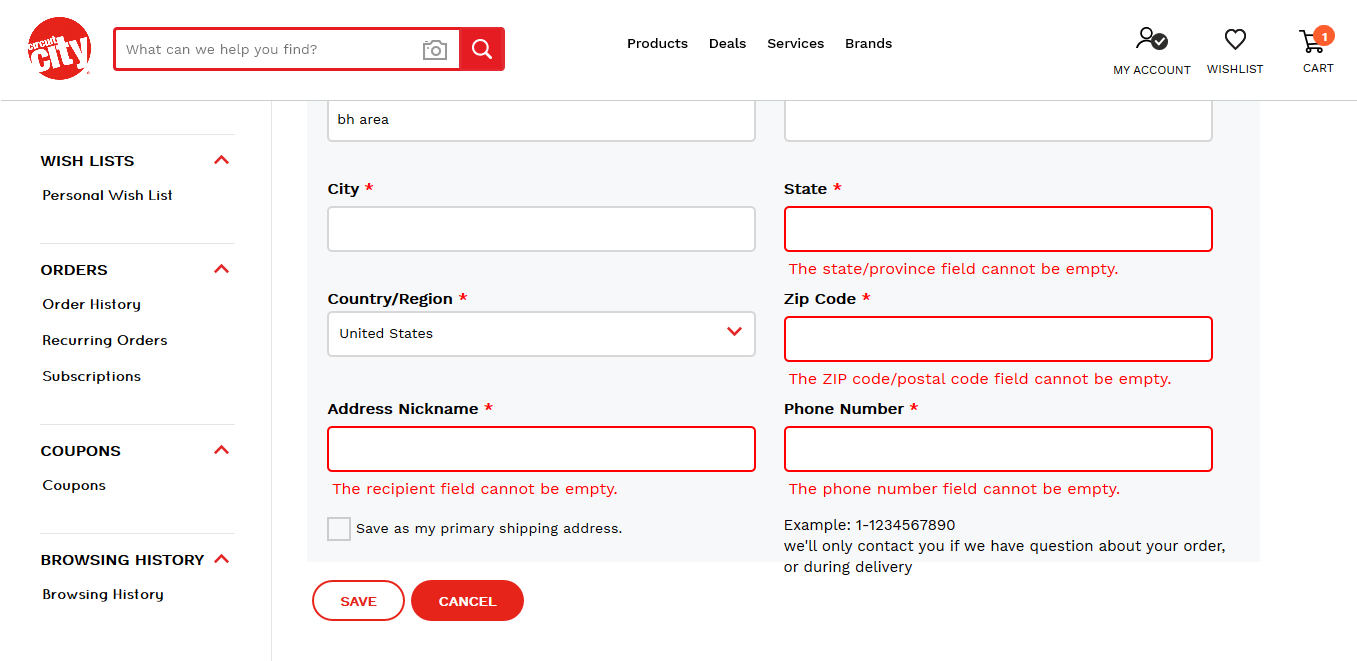 circuit
city
What can we help you find?
Products
Deals
Services
Brands
MY ACCOUNT
WISHLIST
1
CART
WISH LISTS
Personal Wish List
ORDERS
Order History
Recurring Orders
Subscriptions
COUPONS
Coupons
BROWSING HISTORY
Browsing History
bh area
City *
State *
The state/province field cannot be empty.
Country/Region *
United States
Zip Code *
The ZIP code/postal code field cannot be empty.
Address Nickname *
The recipient field cannot be empty.
Phone Number *
The phone number field cannot be empty.
Save as my primary shipping address.
Example: 1-1234567890
we'll only contact you if we have question about your order,
or during delivery
SAVE
CANCEL